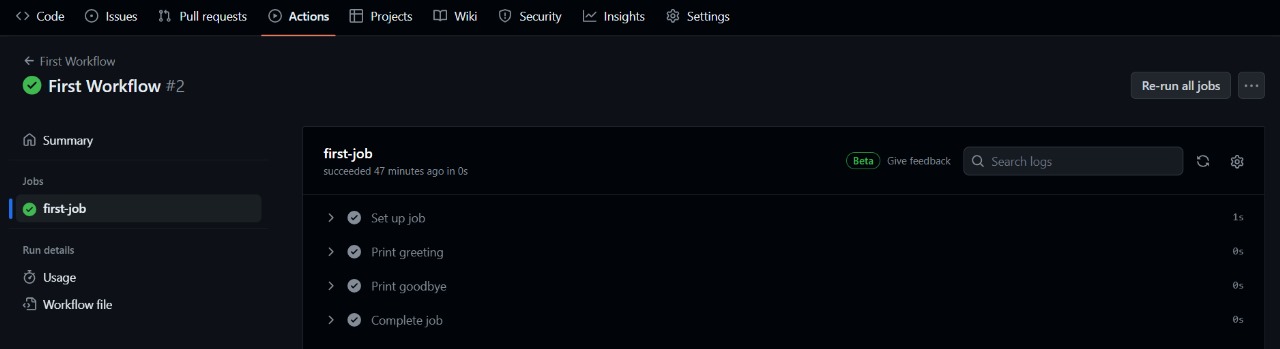 Code Issues Pull requests Actions Projects Wiki Security Insights Settings
First Workflow
First Workflow #2
Re-run all jobs
Summary
first-job
succeeded 47 minutes ago in 0s
Beta Give feedback
Search logs
Jobs
first-job
Run details
Usage
Workflow file
Set up job 1s
Print greeting 0s
Print goodbye 0s
Complete job 0s